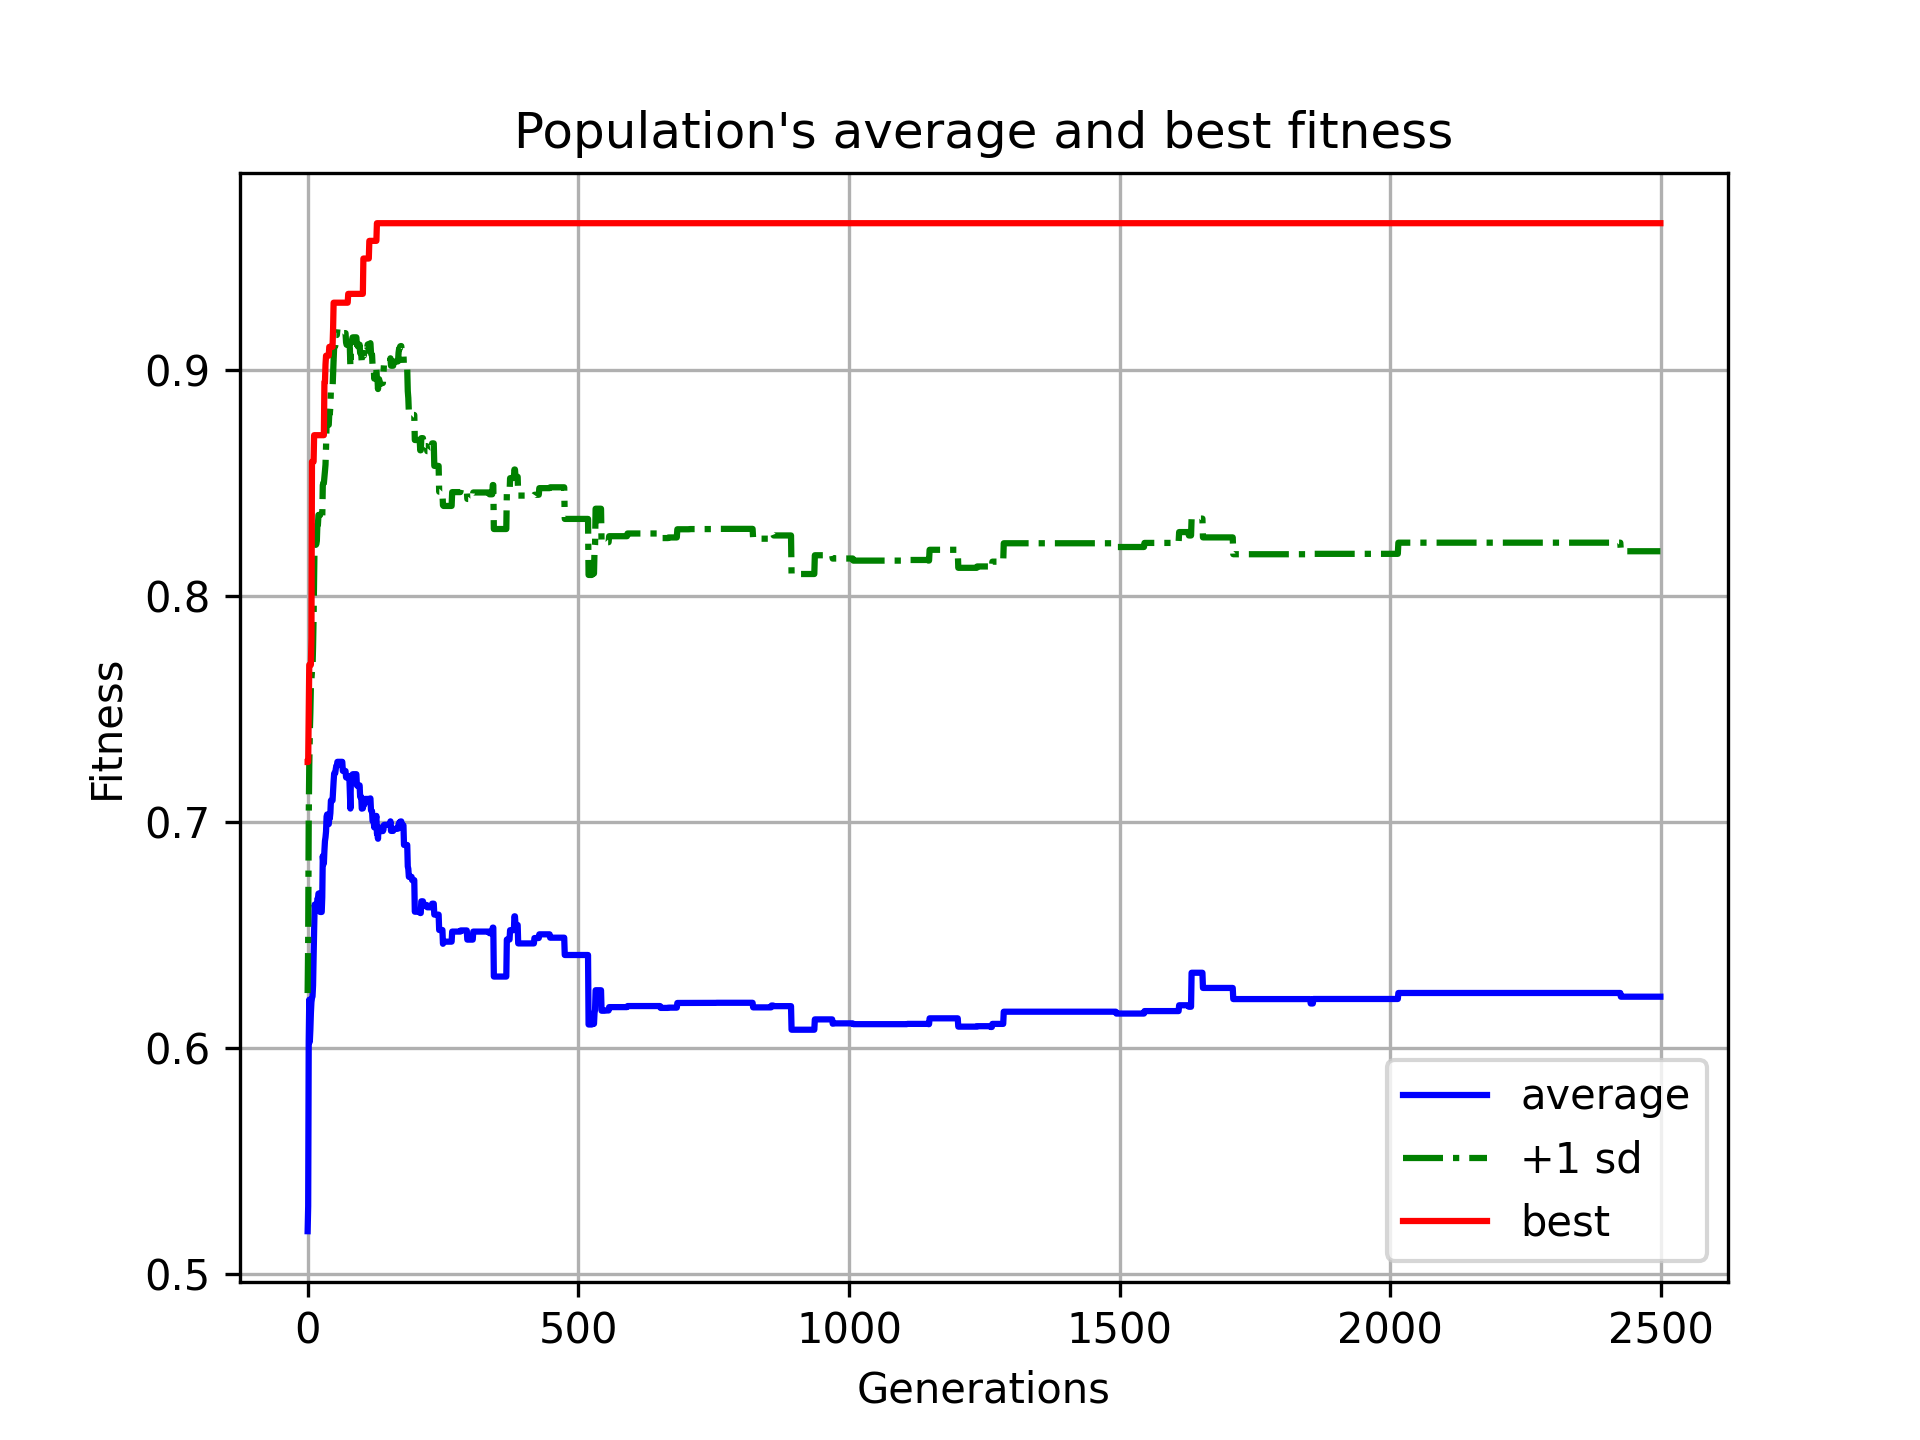 Population's average and best fitness
Fitness
0.9
0.8
0.7
0.6
0.5
average
+1 sd
best
0 500 1000 1500 2000 2500
Generations